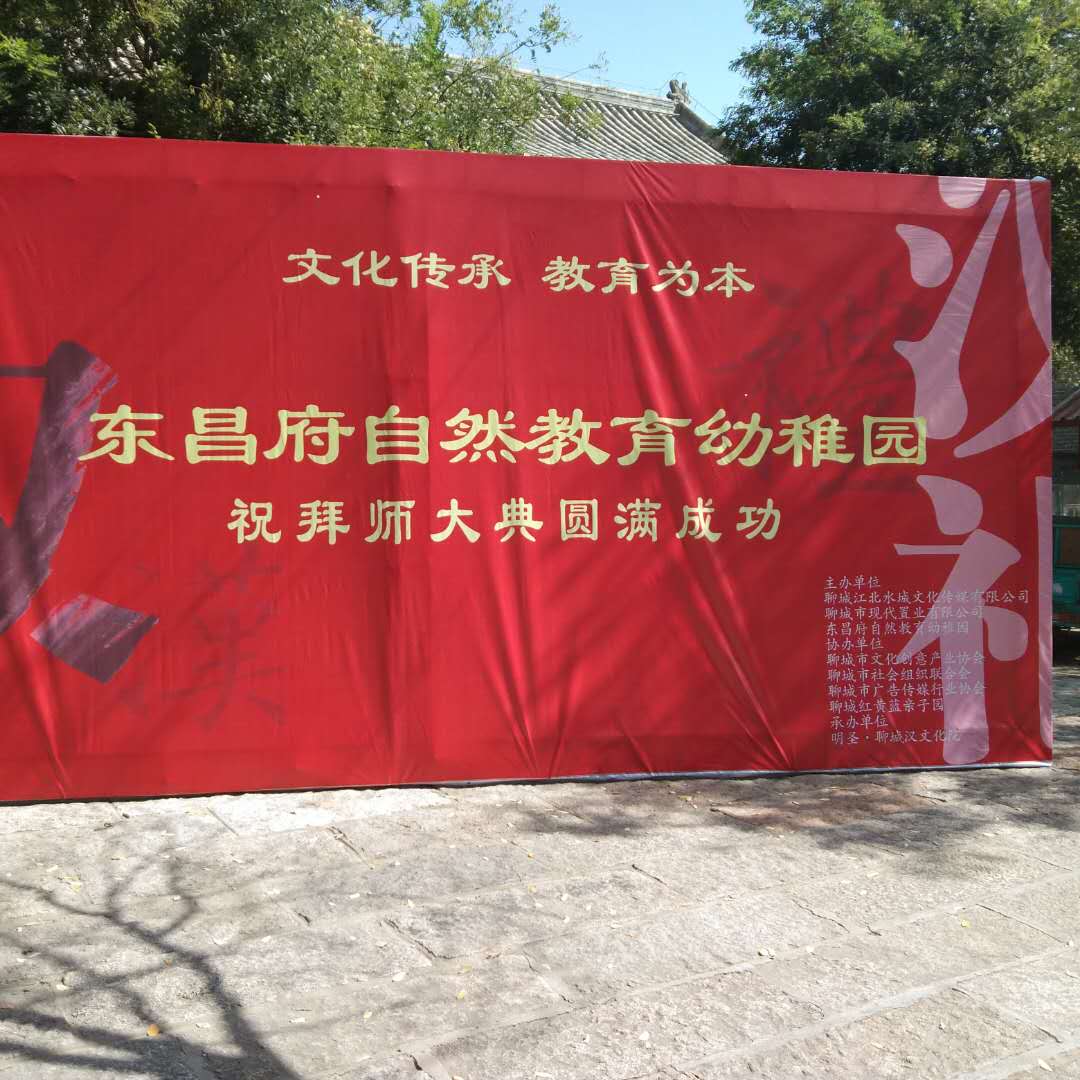 文化传承 教育为本
东昌府自然教育幼稚园
祝拜师大典圆满成功
主办单位
聊城江北水城文化传媒有限公司
聊城市现代置业有限公司
东昌府自然教育幼稚园
协办单位
聊城市文化创意产业协会
聊城市社会组织联合会
聊城市广告传媒行业协会
聊城红黄蓝亲子园
承办单位
明圣·聊城汉文化院